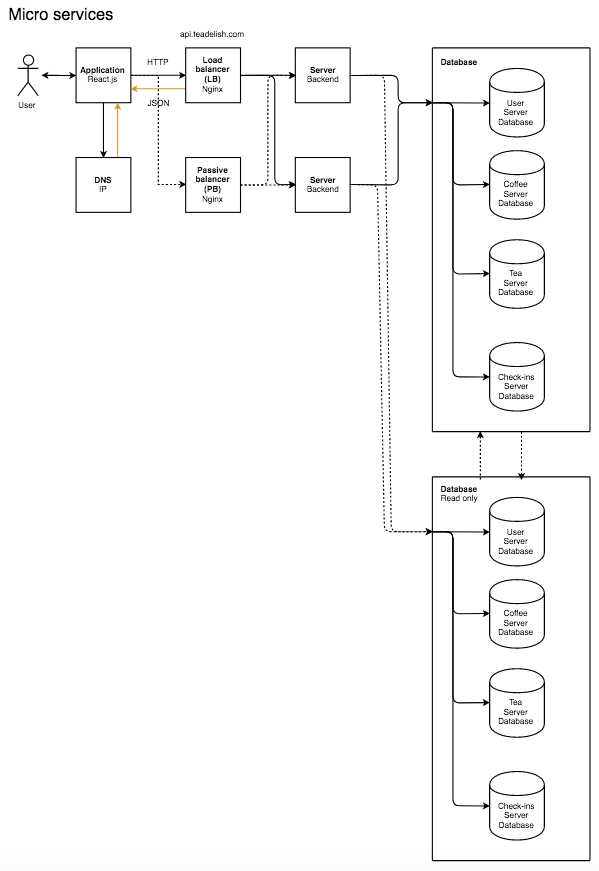 Micro services
api.teadelish.com
User
Application
React.js
HTTP
JSON
Load
balancer
(LB)
Nginx
Server
Backend
DNS
IP
Passive
balancer
(PB)
Nginx
Server
Backend
Database
User
Server
Database
Coffee
Server
Database
Tea
Server
Database
Check-ins
Server
Database
Database
Read only
User
Server
Database
Coffee
Server
Database
Tea
Server
Database
Check-ins
Server
Database